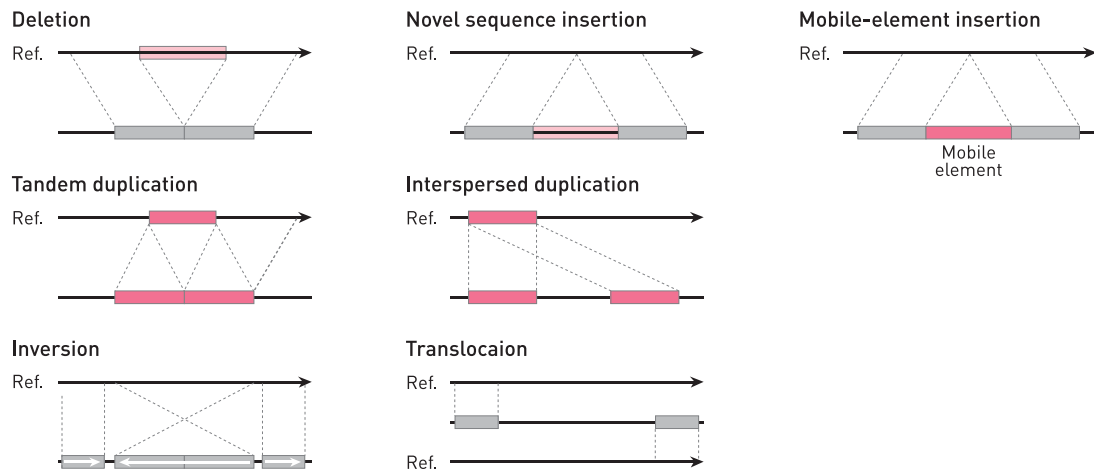 Deletion
Ref.
Novel sequence insertion
Ref.
Mobile-element insertion
Ref.
Mobile
element
Tandem duplication
Ref.
Interspersed duplication
Ref.
Inversion
Ref.
Translocaion
Ref.
Ref.